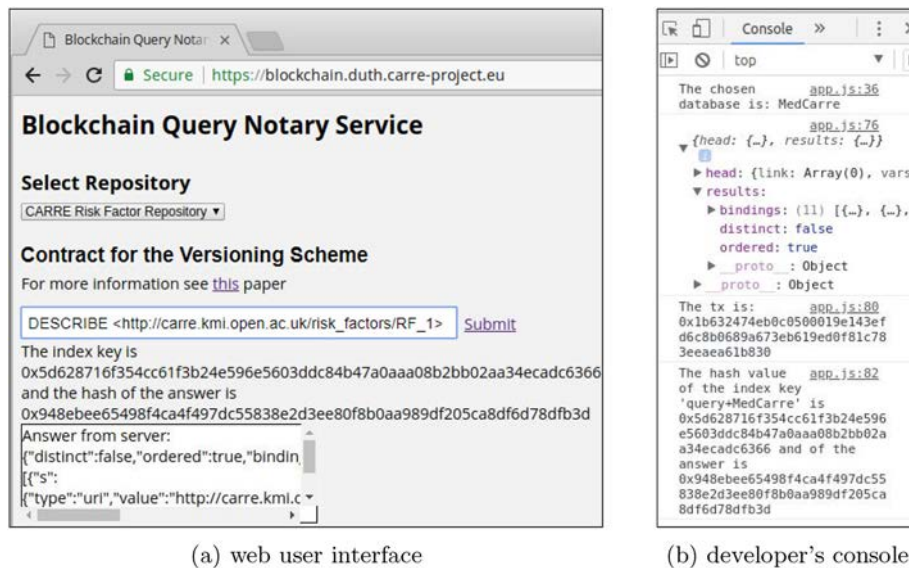 Blockchain Query Notar
Secure | https://blockchain.duth.carre-project.eu
Blockchain Query Notary Service
Select Repository
CARRE Risk Factor Repository ▼
Contract for the Versioning Scheme
For more information see this paper
DESCRIBE <http://carre.kmi.open.ac.uk/risk_factors/RF_1> Submit
The index key is
0x5d628716f354cc61f3b24e596e5603ddc84b47a0aaa08b2bb02aa34ecadc6366
and the hash of the answer is
0x948ebee65498f4ca4f497dc55838e2d3ee80f8b0aa989df205ca8df6d78dfb3d
Answer from server:
{"distinct":false,"ordered":true,"bindin
[{"s":
{"type":"uri","value":"http://carre.kmi.o
(a) web user interface
Console »
top ▼
The chosen app.js:36
database is: MedCarre
app.js:76
▼{head: {…}, results: {…}}
i
▶head: {link: Array(0), vars
▼results:
▶bindings: (11) [{…}, {…},
distinct: false
ordered: true
▶__proto__: Object
▶__proto__: Object
The tx is: app.js:80
0x1b632474eb0c0500019e143ef
d6c8b0689a673eb619ed0f81c78
3eeaea61b830
The hash value app.js:82
of the index key
'query+MedCarre' is
0x5d628716f354cc61f3b24e596
e5603ddc84b47a0aaa08b2bb02a
a34ecadc6366 and of the
answer is
0x948ebee65498f4ca4f497dc55
838e2d3ee80f8b0aa989df205ca
8df6d78dfb3d
(b) developer's console